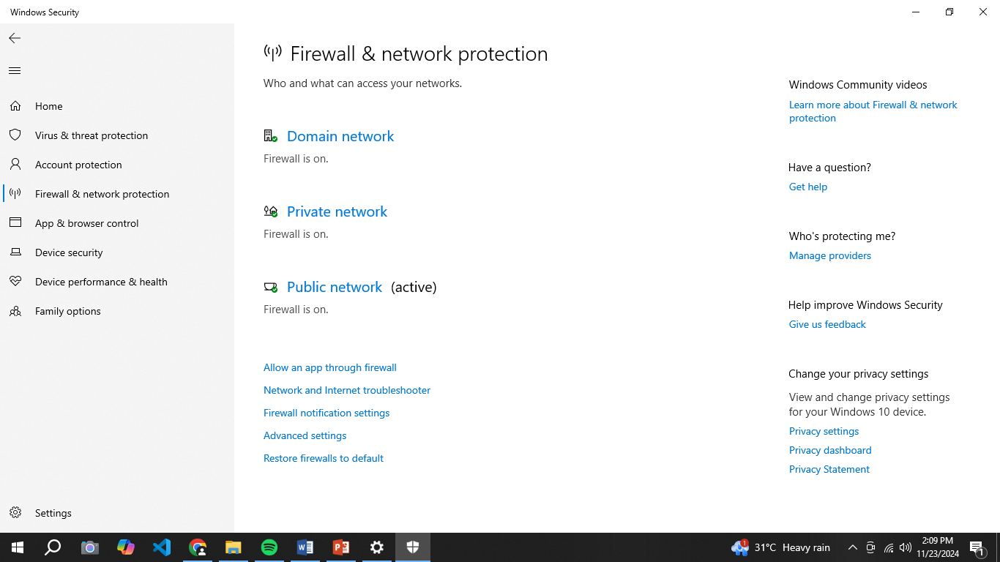 Windows Security
Home
Virus & threat protection
Account protection
Firewall & network protection
App & browser control
Device security
Device performance & health
Family options
Settings
Firewall & network protection
Who and what can access your networks.
Domain network
Firewall is on.
Private network
Firewall is on.
Public network (active)
Firewall is on.
Allow an app through firewall
Network and Internet troubleshooter
Firewall notification settings
Advanced settings
Restore firewalls to default
Windows Community videos
Learn more about Firewall & network
protection
Have a question?
Get help
Who's protecting me?
Manage providers
Help improve Windows Security
Give us feedback
Change your privacy settings
View and change privacy settings
for your Windows 10 device.
Privacy settings
Privacy dashboard
Privacy Statement
1
31°C Heavy rain
2:09 PM
11/23/2024
1